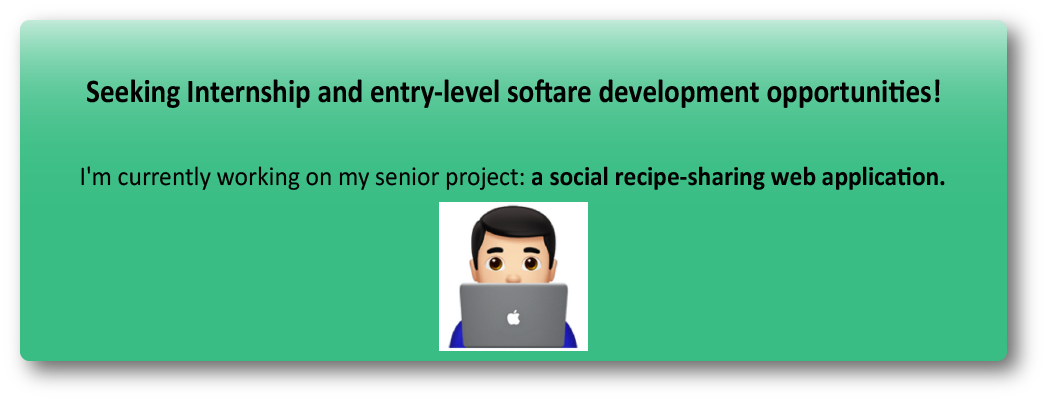 Seeking Internship and entry-level softare development opportunities!
I'm currently working on my senior project: a social recipe-sharing web application.